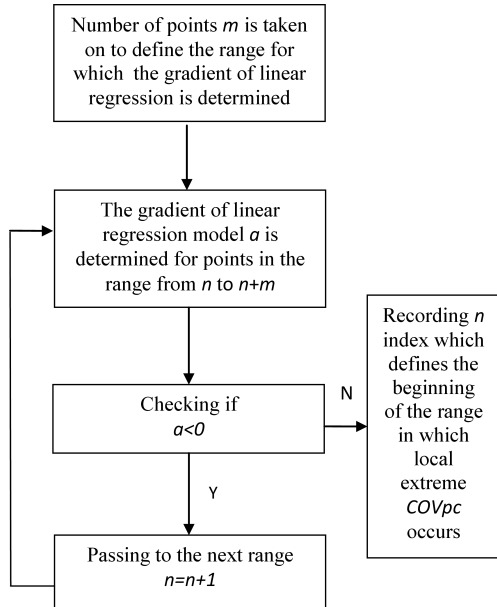 Number of points m is taken
on to define the range for
which the gradient of linear
regression is determined
The gradient of linear
regression model a is
determined for points in the
range from n to n+m
Checking if
a<0
N
Recording n
index which
defines the
beginning
of the range
in which
local
extreme
COVpc
occurs
Y
Passing to the next range
n=n+1